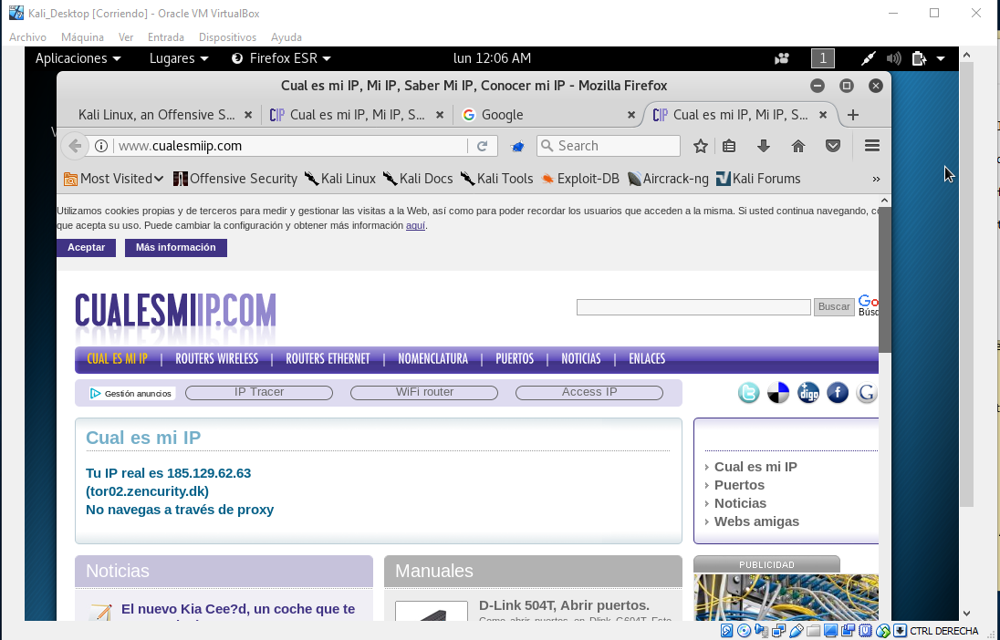 Kali_Desktop [Corriendo] - Oracle VM VirtualBox
Archivo Máquina Ver Entrada Dispositivos Ayuda
Aplicaciones Lugares Firefox ESR lun 12:06 AM 1
Cual es mi IP, Mi IP, Saber Mi IP, Conocer mi IP - Mozilla Firefox
Kali Linux, an Offensive S... Cual es mi IP, Mi IP, S... Google Cual es mi IP, Mi IP, S...
www.cualesmiip.com Search
Most Visited Offensive Security Kali Linux Kali Docs Kali Tools Exploit-DB Aircrack-ng Kali Forums »
Utilizamos cookies propias y de terceros para medir y gestionar las visitas a la Web, así como para poder recordar los usuarios que acceden a la misma. Si usted continua navegando,
que acepta su uso. Puede cambiar la configuración y obtener más información aquí.
Aceptar Más información
CUALESMIIP.COM
Buscar
CUAL ES MI IP | ROUTERS WIRELESS | ROUTERS ETHERNET | NOMENCLATURA | PUERTOS | NOTICIAS | ENLACES
Gestión anuncios IP Tracer WiFi router Access IP
digg f G
Cual es mi IP
Tu IP real es 185.129.62.63
(tor02.zencurity.dk)
No navegas a través de proxy
Cual es mi IP
Puertos
Noticias
Webs amigas
Noticias Manuales PUBLICIDAD
El nuevo Kia Cee?d, un coche que te
D-Link 504T, Abrir puertos.
Como abrir puertos en Dlink G604T Este
CTRL DERECHA